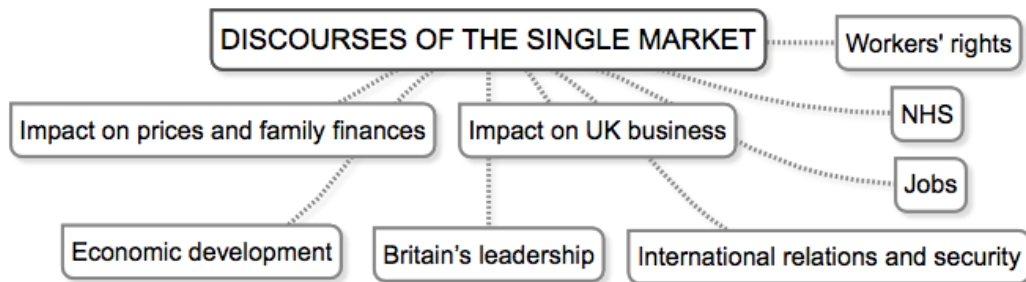 DISCOURSES OF THE SINGLE MARKET
Workers' rights
Impact on prices and family finances
Impact on UK business
NHS
Jobs
Economic development
Britain’s leadership
International relations and security